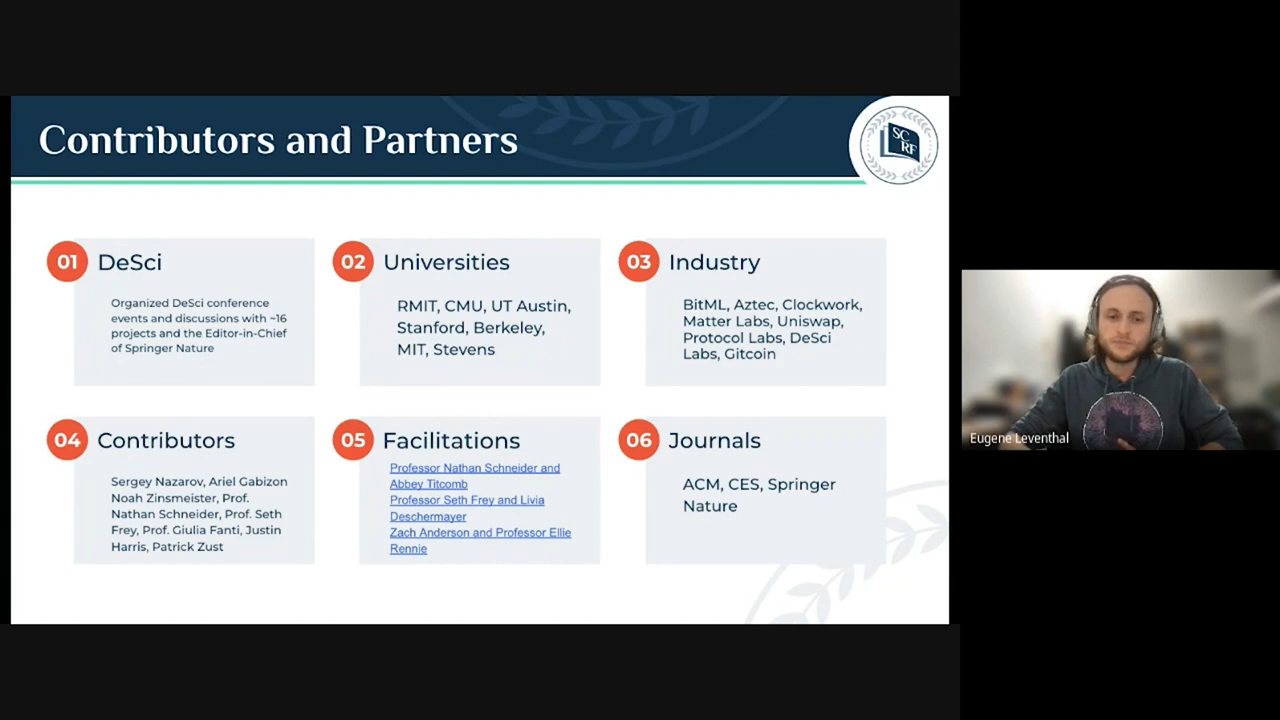 Contributors and Partners
SC
RF
01
DeSci
Organized DeSci conference
events and discussions with ~16
projects and the Editor-in-Chief
of Springer Nature
02
Universities
RMIT, CMU, UT Austin,
Stanford, Berkeley,
MIT, Stevens
03
Industry
BitML, Aztec, Clockwork,
Matter Labs, Uniswap,
Protocol Labs, DeSci
Labs, Gitcoin
04
Contributors
Sergey Nazarov, Ariel Gabizon
Noah Zinsmeister, Prof.
Nathan Schneider, Prof. Seth
Frey, Prof. Giulia Fanti, Justin
Harris, Patrick Zust
05
Facilitations
Professor Nathan Schneider and
Abbey Titcomb
Professor Seth Frey and Livia
Deschermayer
Zach Anderson and Professor Ellie
Rennie
06
Journals
ACM, CES, Springer
Nature
Eugene Leventhal